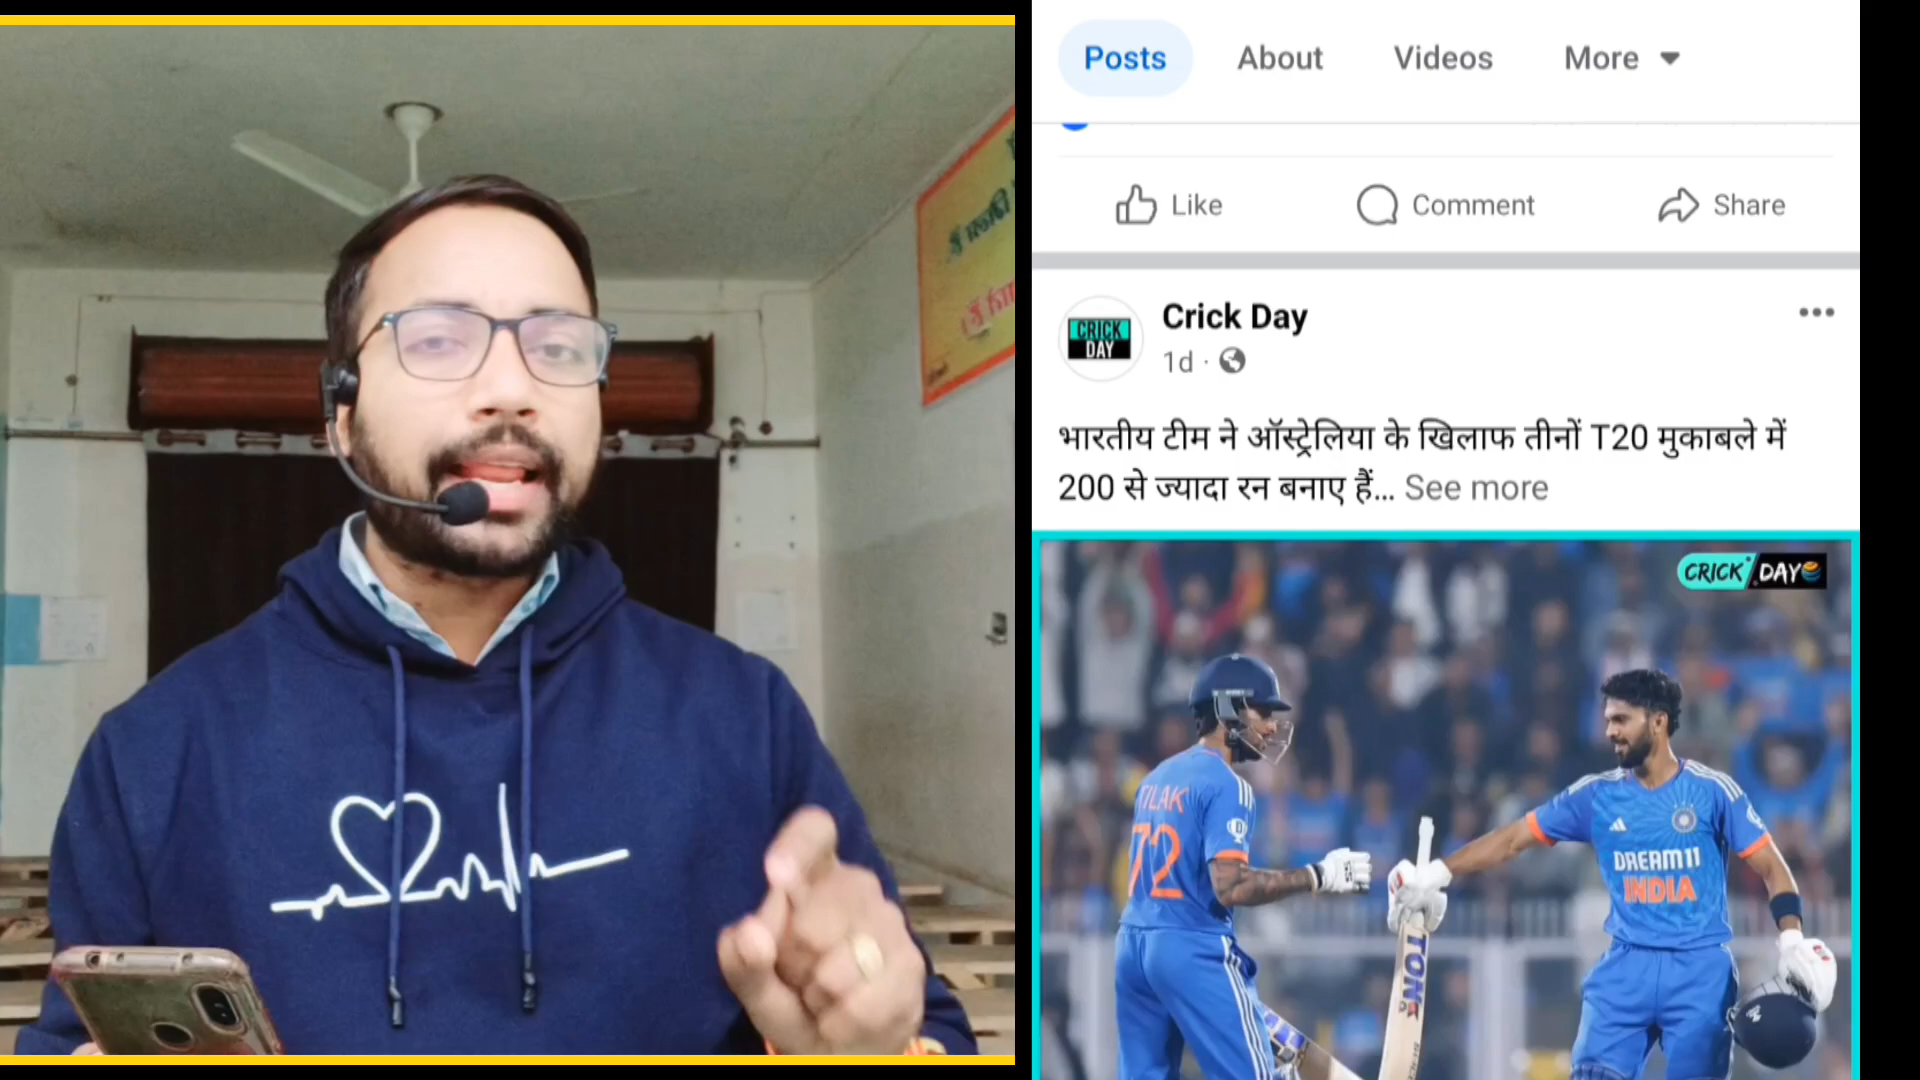 Posts About Videos More
Like Comment Share
CRICK
DAY
Crick Day
1d
भारतीय टीम ने ऑस्ट्रेलिया के खिलाफ तीनों T20 मुकाबले में
200 से ज्यादा रन बनाए हैं... See more
CRICK DAY
TILAK
72
DREAM11
INDIA
TON